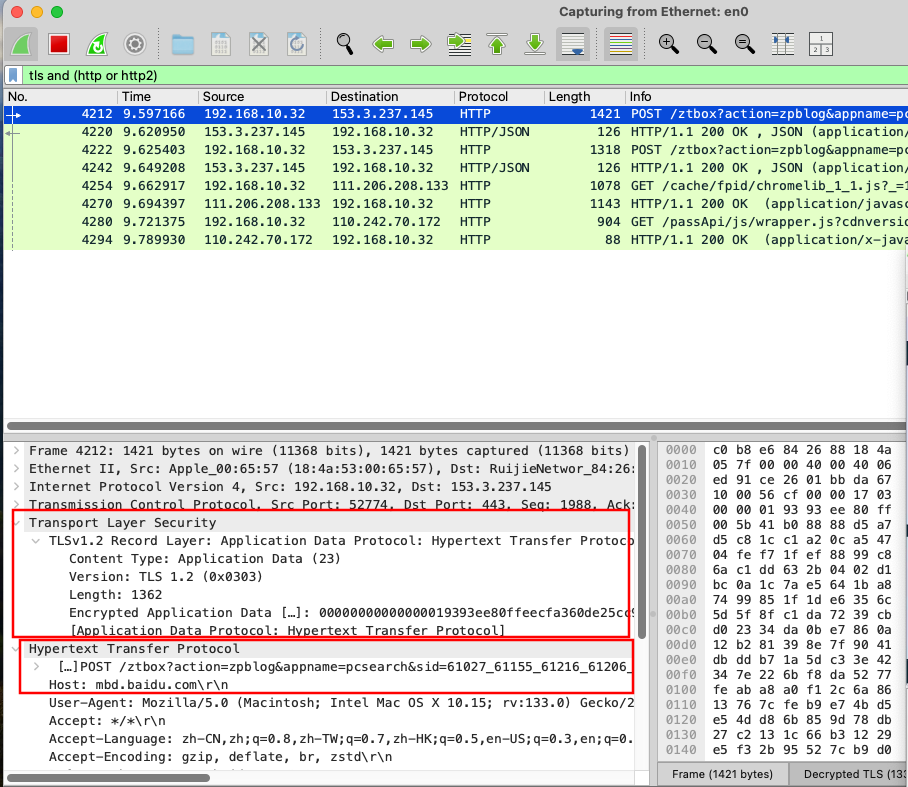 Capturing from Ethernet: en0
tls and (http or http2)
No. Time Source Destination Protocol Length Info
4212 9.597166 192.168.10.32 153.3.237.145 HTTP 1421 POST /ztbox?action=zpblog&appname=pc
4220 9.620950 153.3.237.145 192.168.10.32 HTTP/JSON 126 HTTP/1.1 200 OK , JSON (application/
4222 9.625403 192.168.10.32 153.3.237.145 HTTP 1318 POST /ztbox?action=zpblog&appname=pc
4242 9.649208 153.3.237.145 192.168.10.32 HTTP/JSON 126 HTTP/1.1 200 OK , JSON (application/
4254 9.662917 192.168.10.32 111.206.208.133 HTTP 1078 GET /cache/fpid/chromelib_1_1.js?_=1
4270 9.694397 111.206.208.133 192.168.10.32 HTTP 1143 HTTP/1.1 200 OK (application/javasc
4280 9.721375 192.168.10.32 110.242.70.172 HTTP 904 GET /passApi/js/wrapper.js?cdnversio
4294 9.789930 110.242.70.172 192.168.10.32 HTTP 88 HTTP/1.1 200 OK (application/x-java
Frame 4212: 1421 bytes on wire (11368 bits), 1421 bytes captured (11368 bits)
Ethernet II, Src: Apple_00:65:57 (18:4a:53:00:65:57), Dst: RuijieNetwor_84:26:
Internet Protocol Version 4, Src: 192.168.10.32, Dst: 153.3.237.145
Transmission Control Protocol, Src Port: 52774, Dst Port: 443, Seq: 1988, Ack:
Transport Layer Security
TLSv1.2 Record Layer: Application Data Protocol: Hypertext Transfer Protoco
Content Type: Application Data (23)
Version: TLS 1.2 (0x0303)
Length: 1362
Encrypted Application Data […]: 00000000000000019393ee80ffeecfa360de25cc9
[Application Data Protocol: Hypertext Transfer Protocol]
Hypertext Transfer Protocol
[…]POST /ztbox?action=zpblog&appname=pcsearch&sid=61027_61155_61216_61206_
Host: mbd.baidu.com\r\n
User-Agent: Mozilla/5.0 (Macintosh; Intel Mac OS X 10.15; rv:133.0) Gecko/2
Accept: */*\r\n
Accept-Language: zh-CN,zh;q=0.8,zh-TW;q=0.7,zh-HK;q=0.5,en-US;q=0.3,en;q=0.
Accept-Encoding: gzip, deflate, br, zstd\r\n
0000 c0 b8 e6 84 26 88 18 4a
0010 05 7f 00 00 40 00 40 06
0020 ed 91 ce 26 01 bb da 67
0030 10 00 56 cf 00 00 17 03
0040 00 00 01 93 93 ee 80 ff
0050 00 5b 41 b0 88 88 d5 a7
0060 d5 c8 1c c1 a2 0c a5 47
0070 04 fe f7 1f ef 88 99 c8
0080 6a c1 dd 63 2b 04 02 d1
0090 bc 0a 1c 7a e5 64 1b a8
00a0 74 99 85 1f 1d e6 35 6c
00b0 5d 5f 8f c1 da 72 39 cb
00c0 d0 23 34 da 0b e7 86 0a
00d0 12 b2 81 39 8e 7f 90 41
00e0 db dd b7 1a 5d c3 3e 42
00f0 34 7e 22 6b f8 da 52 77
0100 fe ab a8 a0 f1 2c 6a 86
0110 13 76 7c fe b9 e7 4b d5
0120 e5 4d d4 6b 85 9d 78 db
0130 27 c2 13 1c 66 b3 12 29
0140 e5 f3 2b 95 52 7c b9 d0
Frame (1421 bytes) Decrypted TLS (133